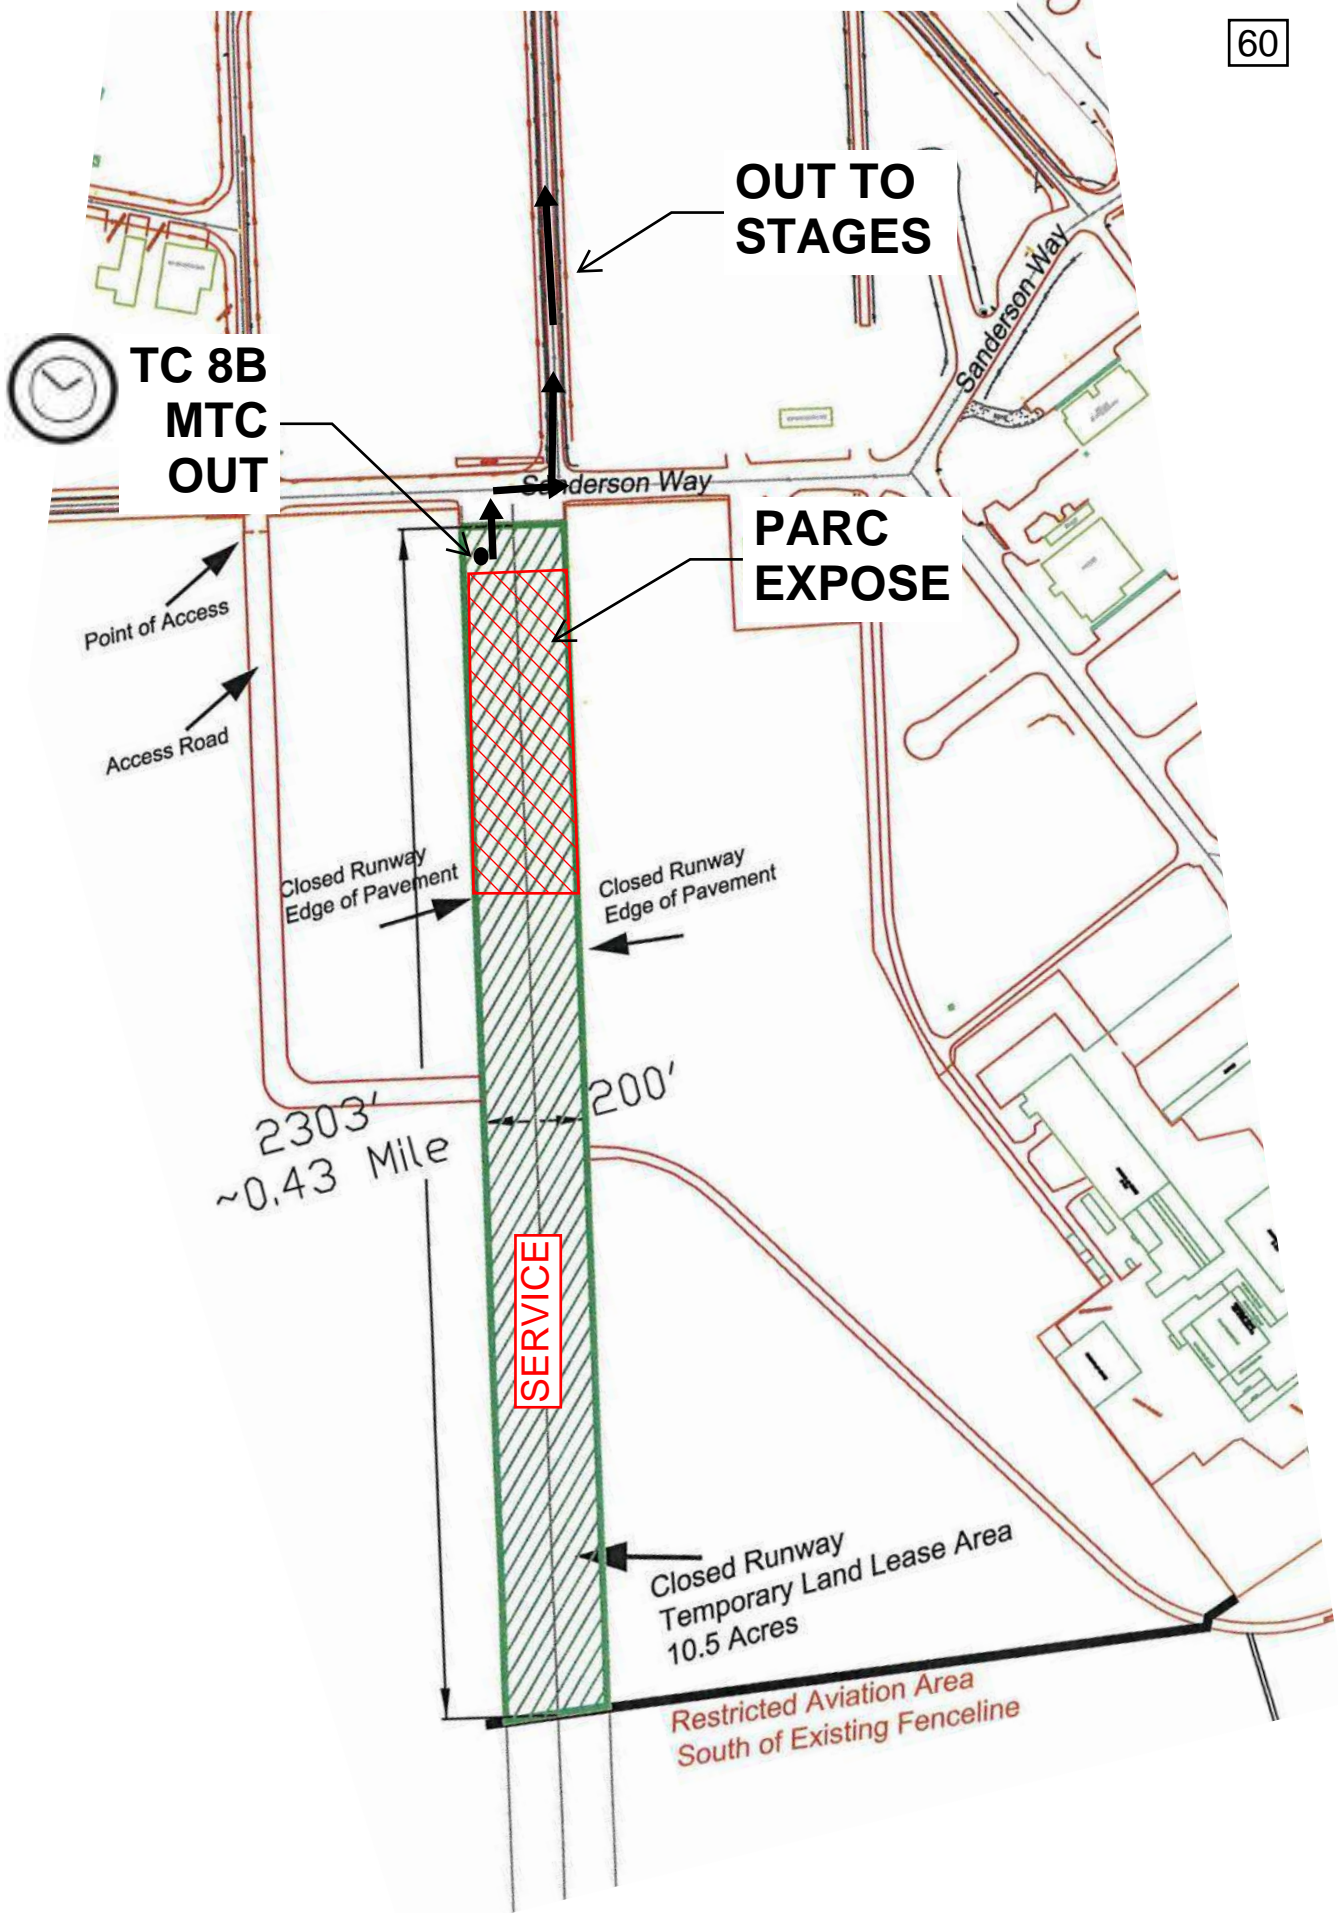 60
OUT TO
STAGES
Sanderson Way
TC 8B
MTC
OUT
Sanderson Way
PARC
EXPOSE
Point of Access
Access Road
Closed Runway
Edge of Pavement
Closed Runway
Edge of Pavement
200'
2303'
~0.43 Mile
SERVICE
Closed Runway
Temporary Land Lease Area
10.5 Acres
Restricted Aviation Area
South of Existing Fenceline